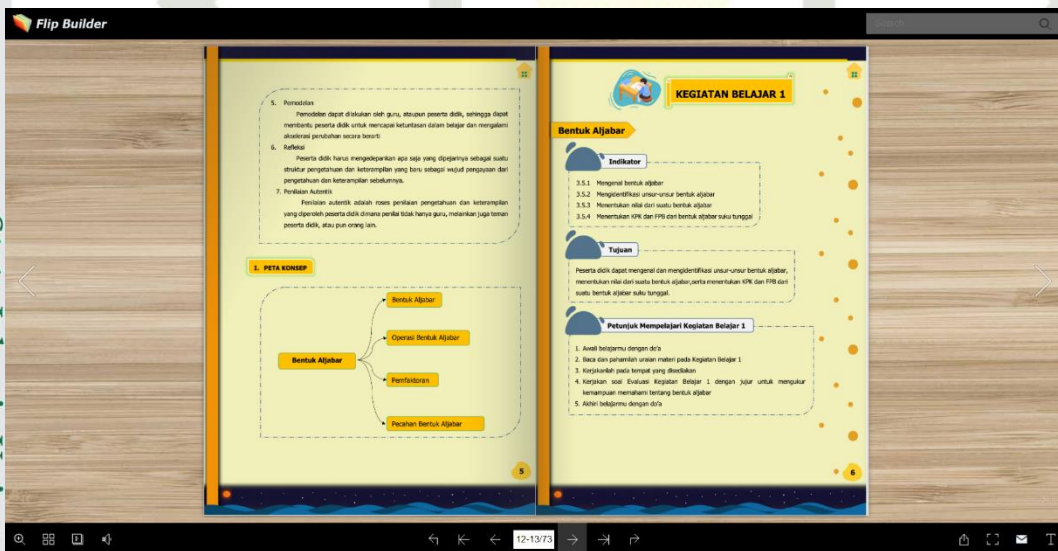 Flip Builder
Search
5. Pemodelan
Pemodelan dapat dilakukan oleh guru, ataupun peserta didik, sehingga dapat
membantu peserta didik untuk mencapai ketuntasan dalam belajar dan mengalami
akselerasi perubahan secara berarti
6. Refleksi
Peserta didik harus mengedepankan apa saja yang dipejarinya sebagai suatu
struktur pengetahuan dan keterampilan yang baru sebagai wujud pengayaan dari
pengetahuan dan keterampilan sebelumnya.
7. Penilaian Autentik
Penilaian autentik adalah roses penilaian pengetahuan dan keterampilan
yang diperoleh peserta didik dimana penilai tidak hanya guru, melainkan juga teman
peserta didik, atau pun orang lain.
1. PETA KONSEP
Bentuk Aljabar
Bentuk Aljabar
Operasi Bentuk Aljabar
Pemfaktoran
Pecahan Bentuk Aljabar
5
KEGIATAN BELAJAR 1
Bentuk Aljabar
Indikator
3.5.1 Mengenal bentuk aljabar
3.5.2 Mengidentifikasi unsur-unsur bentuk aljabar
3.5.3 Menentukan nilai dari suatu bentuk aljabar
3.5.4 Menentukan KPK dan FPB dari bentuk aljabar suku tunggal
Tujuan
Peserta didik dapat mengenal dan mengidentifikasi unsur-unsur bentuk aljabar,
menentukan nilai dari suatu bentuk aljabar,serta menentukan KPK dan FPB dari
suatu bentuk aljabar suku tunggal.
Petunjuk Mempelajari Kegiatan Belajar 1
1. Awali belajarmu dengan do'a
2. Baca dan pahamilah uraian materi pada Kegiatan Belajar 1
3. Kerjakanlah pada tempat yang disediakan
4. Kerjakan soal Evaluasi Kegiatan Belajar 1 dengan jujur untuk mengukur
kemampuan memahami tentang bentuk aljabar
5. Akhiri belajarmu dengan do'a
6
12-13/73